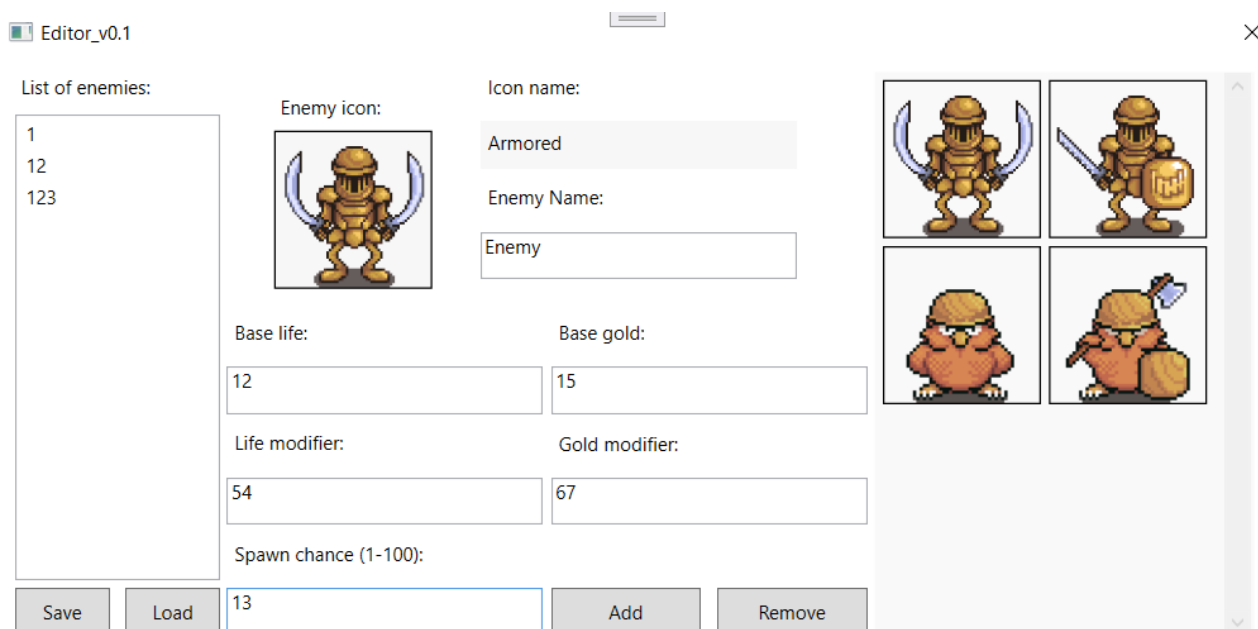 Editor_v0.1
List of enemies:
1
12
123
Enemy icon:
Icon name:
Armored
Enemy Name:
Enemy
Base life:
Base gold:
12
15
Life modifier:
Gold modifier:
54
67
Spawn chance (1-100):
13
Save
Load
Add
Remove